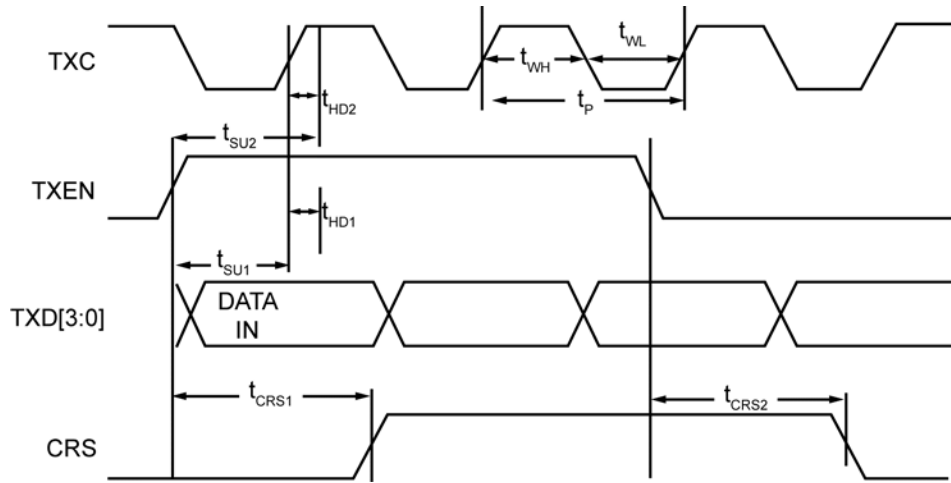 TXC
t_WH
t_WL
t_HD2
t_P
t_SU2
TXEN
t_HD1
t_SU1
TXD[3:0]
DATA
IN
t_CRS1
t_CRS2
CRS